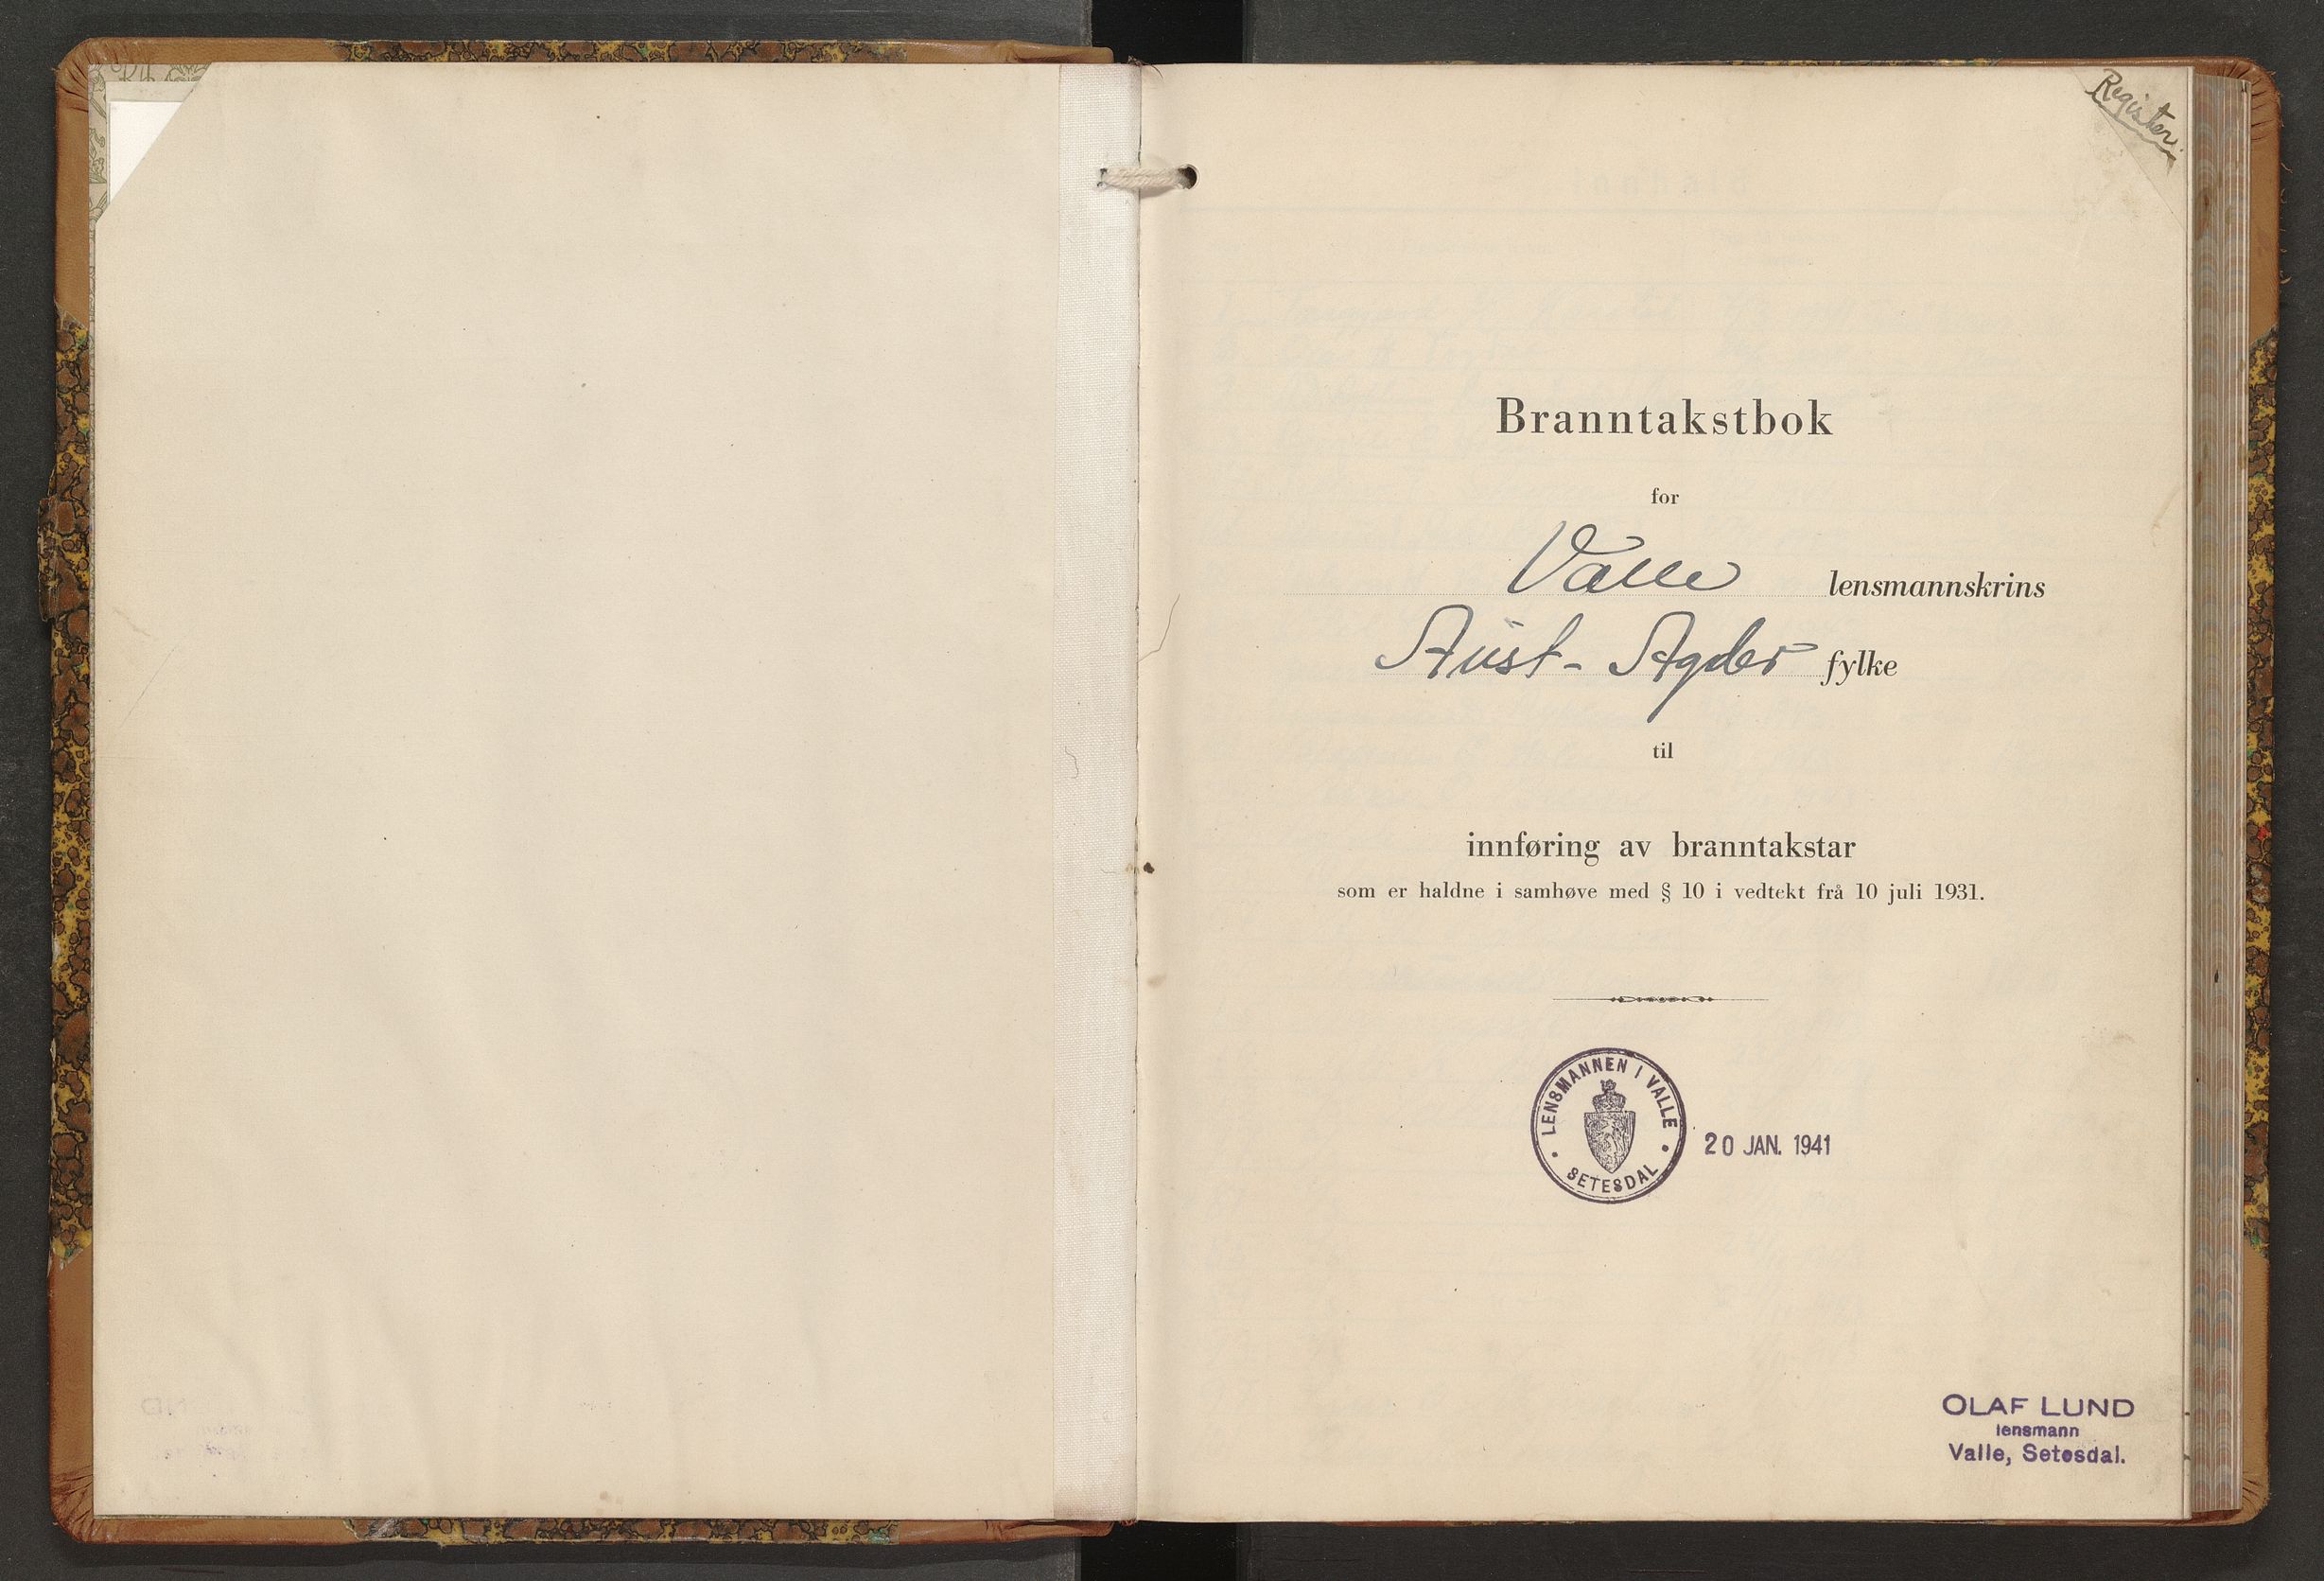 Register.
Branntakstbok
for
Valle lensmannskrins
Aust-Agder fylke
til
innføring av branntakstar
som er haldne i samhøve med § 10 i vedtekt frå 10 juli 1931.
LENSMANNEN I VALLE
• SETESDAL •
20 JAN. 1941
OLAF LUND
lensmann
Valle, Setesdal.